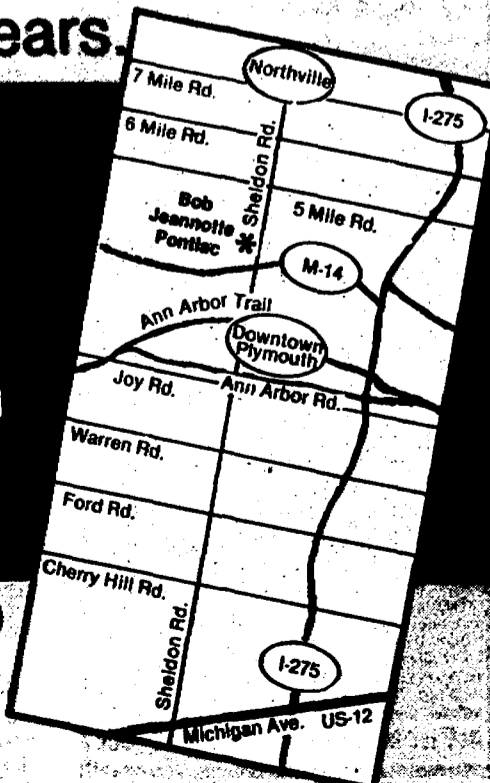 ears.
Northville
7 Mile Rd.
I-275
6 Mile Rd.
Sheldon Rd.
Bob
Jeannotte
Pontiac
5 Mile Rd.
M-14
Ann Arbor Trail
Downtown
Plymouth
Joy Rd.
Ann Arbor Rd.
Warren Rd.
Ford Rd.
Cherry Hill Rd.
Sheldon Rd.
I-275
Michigan Ave. US-12